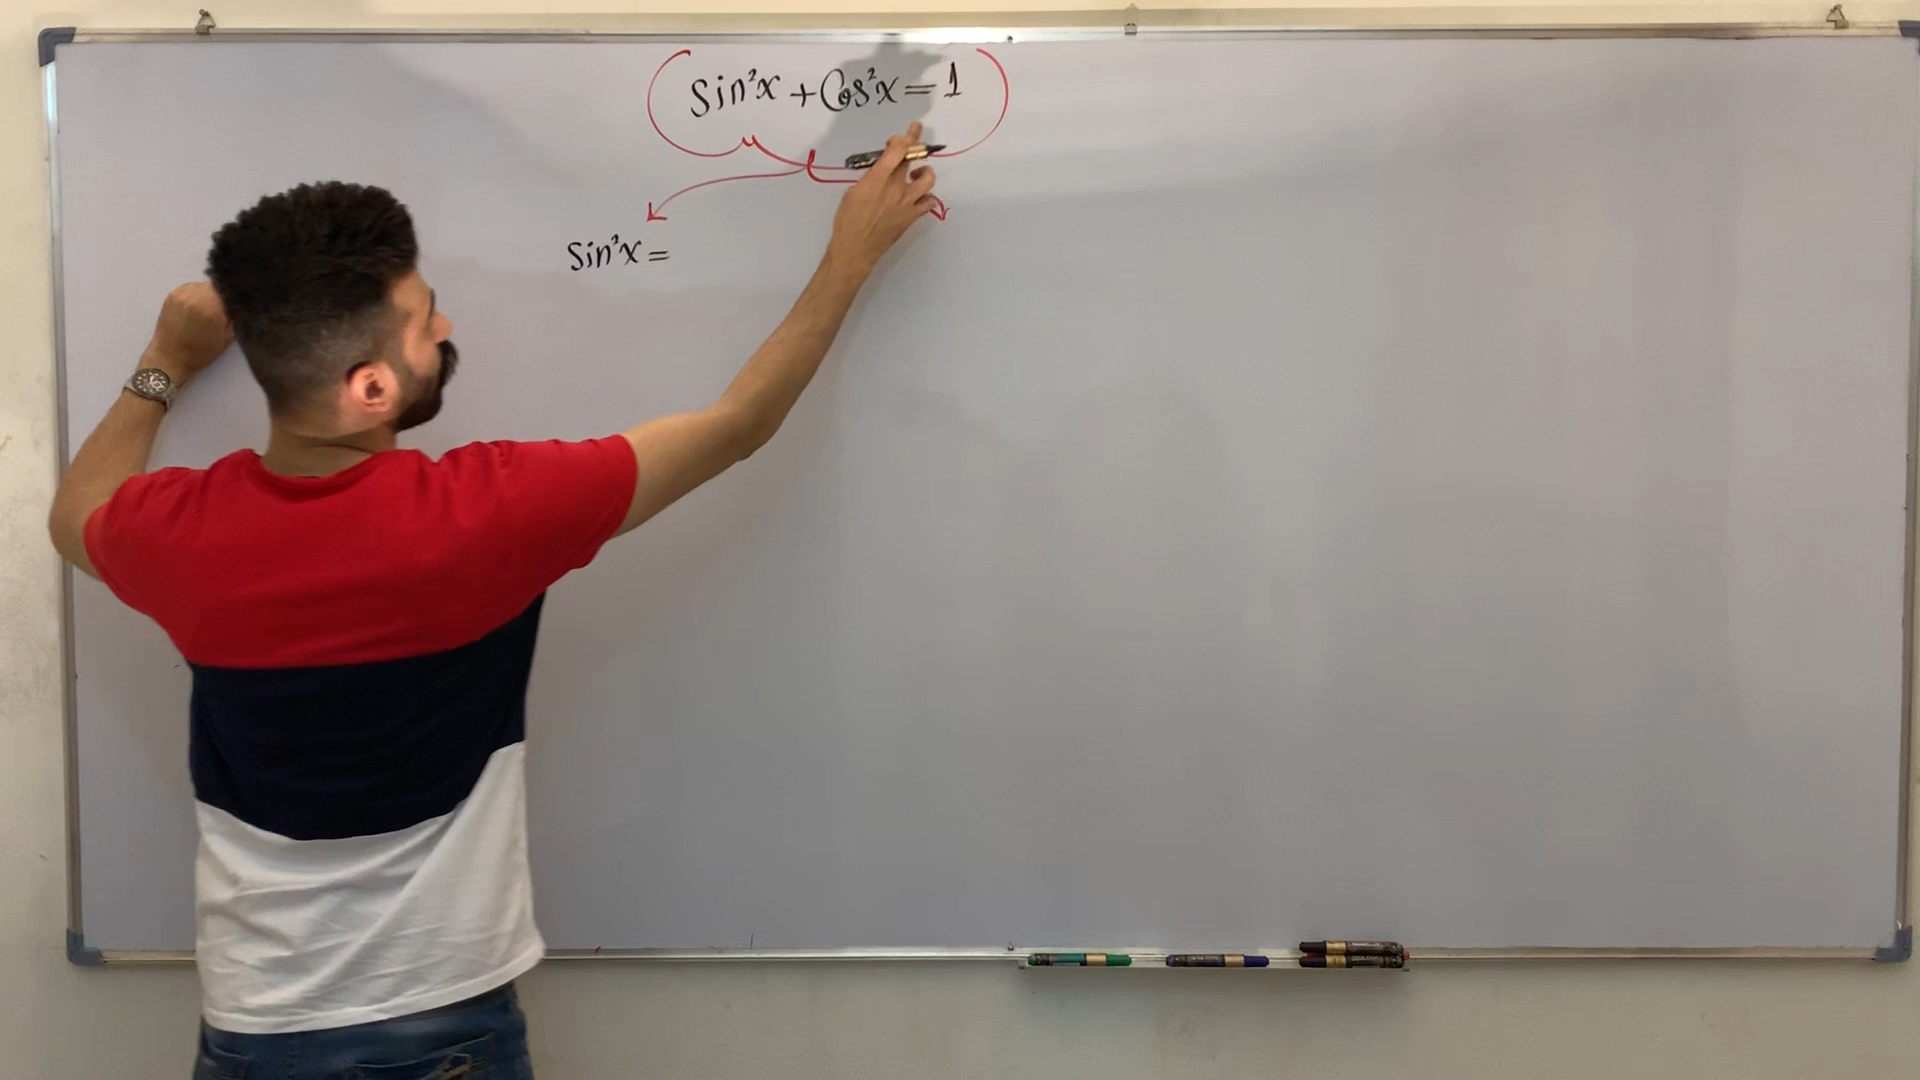 Sin²x + Cos²x = 1
Sin²x =